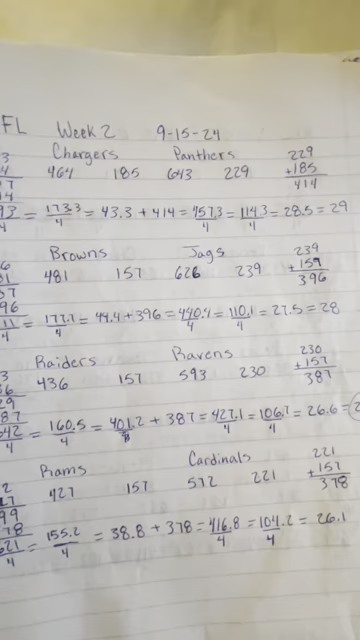 FL Week 2 9-15-24
Chargers Panthers 229
464 185 643 229 +185
414
= 173.3/4 = 43.3 + 414 = 457.3/4 = 114.3/4 = 28.5 = 29
Browns Jags 239
481 157 626 239 +157
396
= 177.7/4 = 44.4 + 396 = 440.4/4 = 110.1/4 = 27.5 = 28
Raiders Ravens 230
436 157 593 230 +157
387
= 160.5/4 = 401.2 + 387 = 427.1/4 = 106.7/4 = 26.6 =
Rams Cardinals 221
427 157 572 221 +157
378
= 155.2/4 = 38.8 + 378 = 416.8/4 = 104.2/4 = 26.1